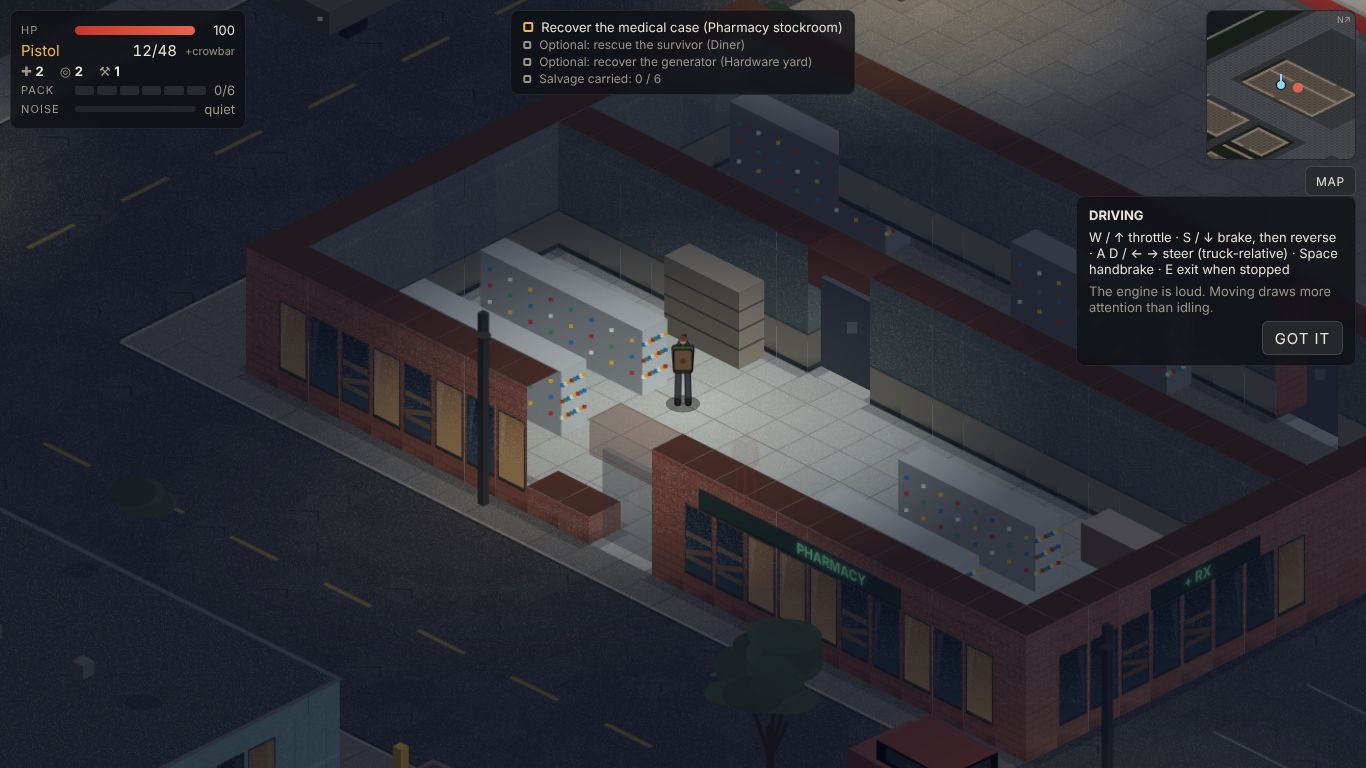 HP 100
Pistol 12/48 +crowbar
2 2 1
PACK 0/6
NOISE quiet
Recover the medical case (Pharmacy stockroom)
Optional: rescue the survivor (Diner)
Optional: recover the generator (Hardware yard)
Salvage carried: 0 / 6
N↗
MAP
DRIVING
W / ↑ throttle · S / ↓ brake, then reverse
· A D / ← → steer (truck-relative) · Space
handbrake · E exit when stopped
The engine is loud. Moving draws more
attention than idling.
GOT IT
PHARMACY
+ RX